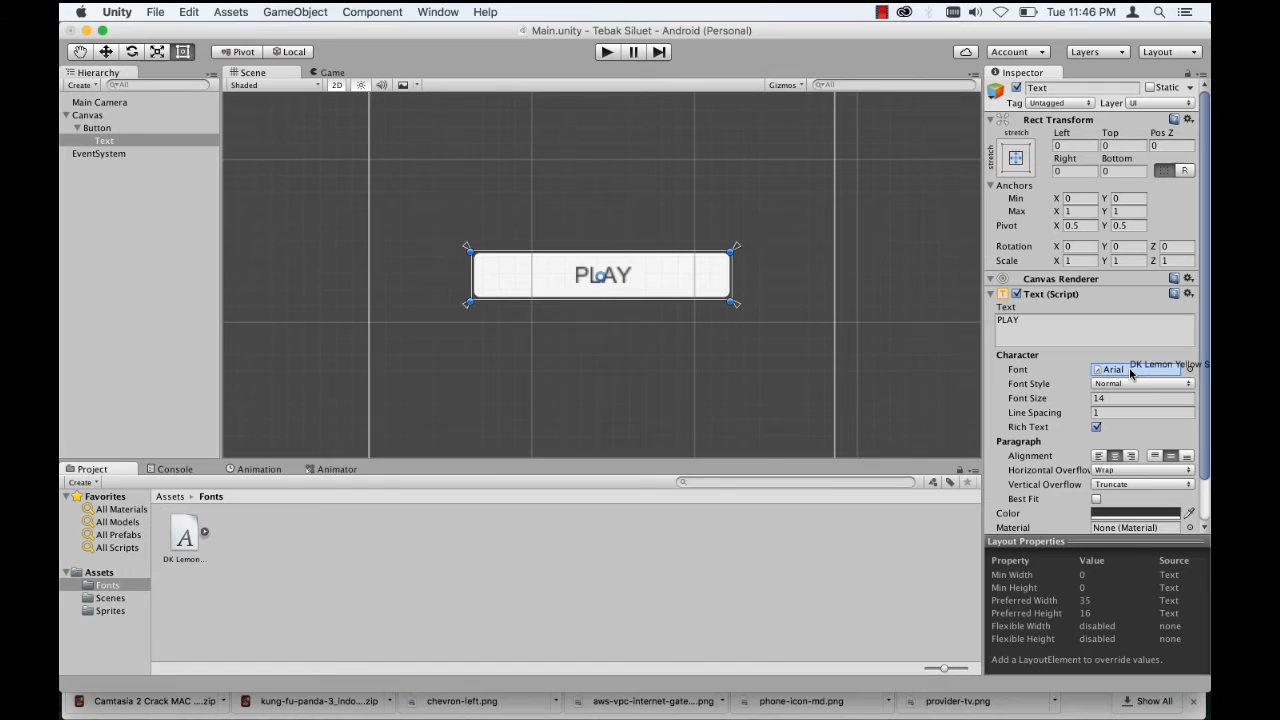 Unity File Edit Assets GameObject Component Window Help Tue 11:46 PM
Main.unity - Tebak Siluet - Android (Personal)
Pivot Local Account Layers Layout
Hierarchy Scene Game Inspector
Create All Shaded 2D Gizmos All Text Static
Main Camera Tag Untagged Layer UI
Canvas Rect Transform
Button stretch Left Top Pos Z
Text 0 0 0
EventSystem stretch Right Bottom
0 0 R
Anchors
Min X 0 Y 0
Max X 1 Y 1
Pivot X 0.5 Y 0.5
Rotation X 0 Y 0 Z 0
Scale X 1 Y 1 Z 1
PLAY Canvas Renderer
Text (Script)
Text
PLAY
Character
Font Arial DK Lemon Yellow S
Font Style Normal
Font Size 14
Line Spacing 1
Rich Text
Paragraph
Alignment
Project Console Animation Animator Horizontal Overflow Wrap
Create Vertical Overflow Truncate
Favorites Assets Fonts Best Fit
All Materials Color
All Models Material None (Material)
All Prefabs Layout Properties
All Scripts DK Lemon... Property Value Source
Assets Min Width 0 Text
Fonts Min Height 0 Text
Scenes Preferred Width 35 Text
Sprites Preferred Height 16 Text
Flexible Width disabled none
Flexible Height disabled none
Add a LayoutElement to override values.
Camtasia 2 Crack MAC ....zip kung-fu-panda-3_indo...zip chevron-left.png aws-vpc-internet-gate....png phone-icon-md.png provider-tv.png Show All